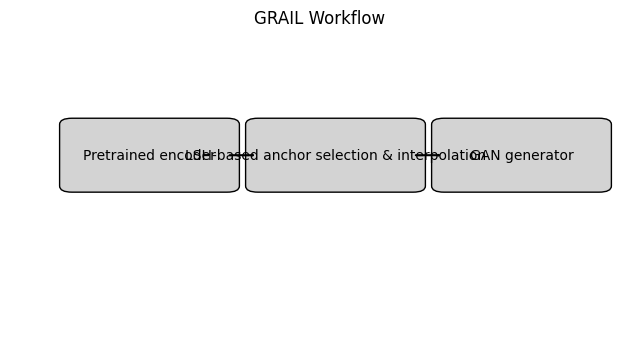 GRAIL Workflow
Pretrained encoder
LSH-based anchor selection & interpolation
GAN generator